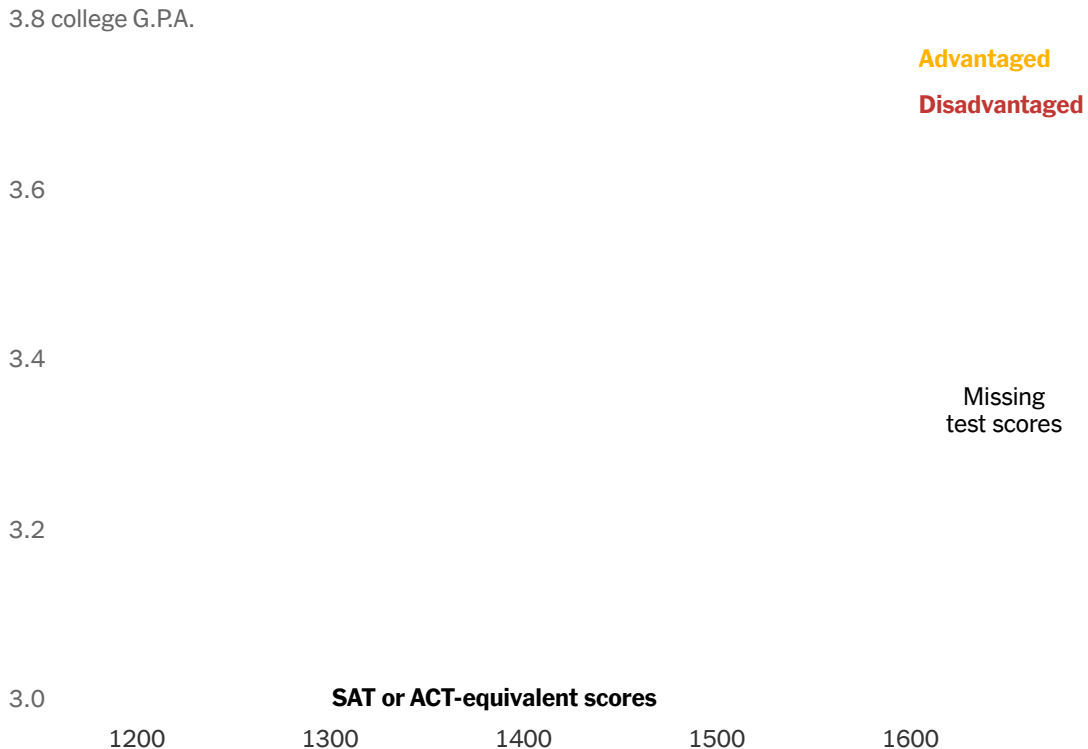 3.8 college G.P.A.
Advantaged
Disadvantaged
3.6
3.4
Missing
test scores
3.2
3.0
SAT or ACT-equivalent scores
1200 1300 1400 1500 1600